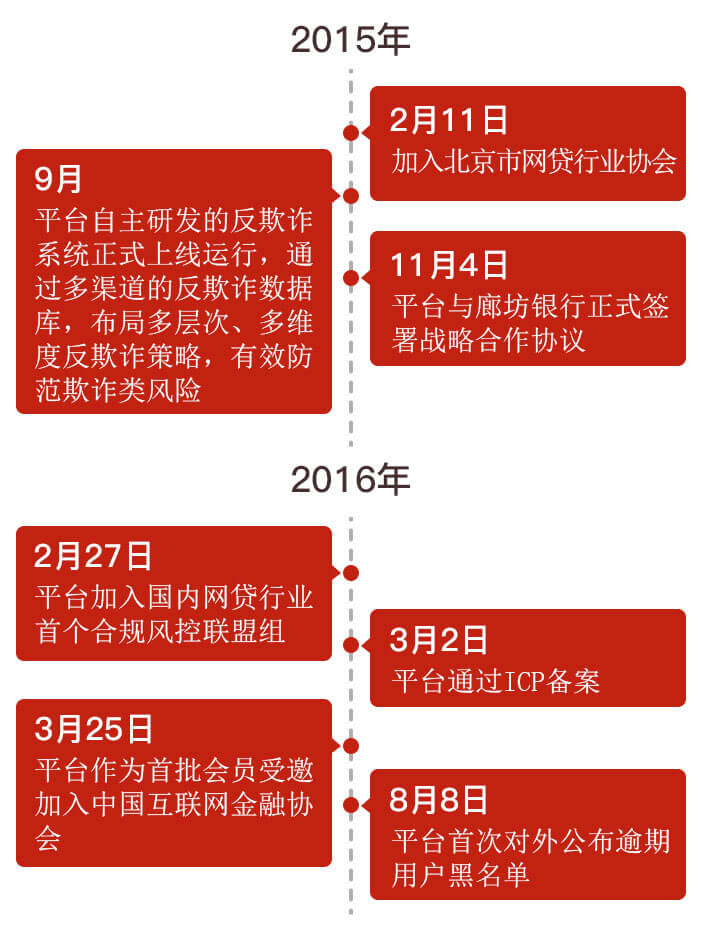 2015年
2月11日
加入北京市网贷行业协会
9月
平台自主研发的反欺诈
系统正式上线运行，通
过多渠道的反欺诈数据
库，布局多层次、多维
度反欺诈策略，有效防
范欺诈类风险
11月4日
平台与廊坊银行正式签
署战略合作协议
2016年
2月27日
平台加入国内网贷行业
首个合规风控联盟组
3月2日
平台通过ICP备案
3月25日
平台作为首批会员受邀
加入中国互联网金融协
会
8月8日
平台首次对外公布逾期
用户黑名单